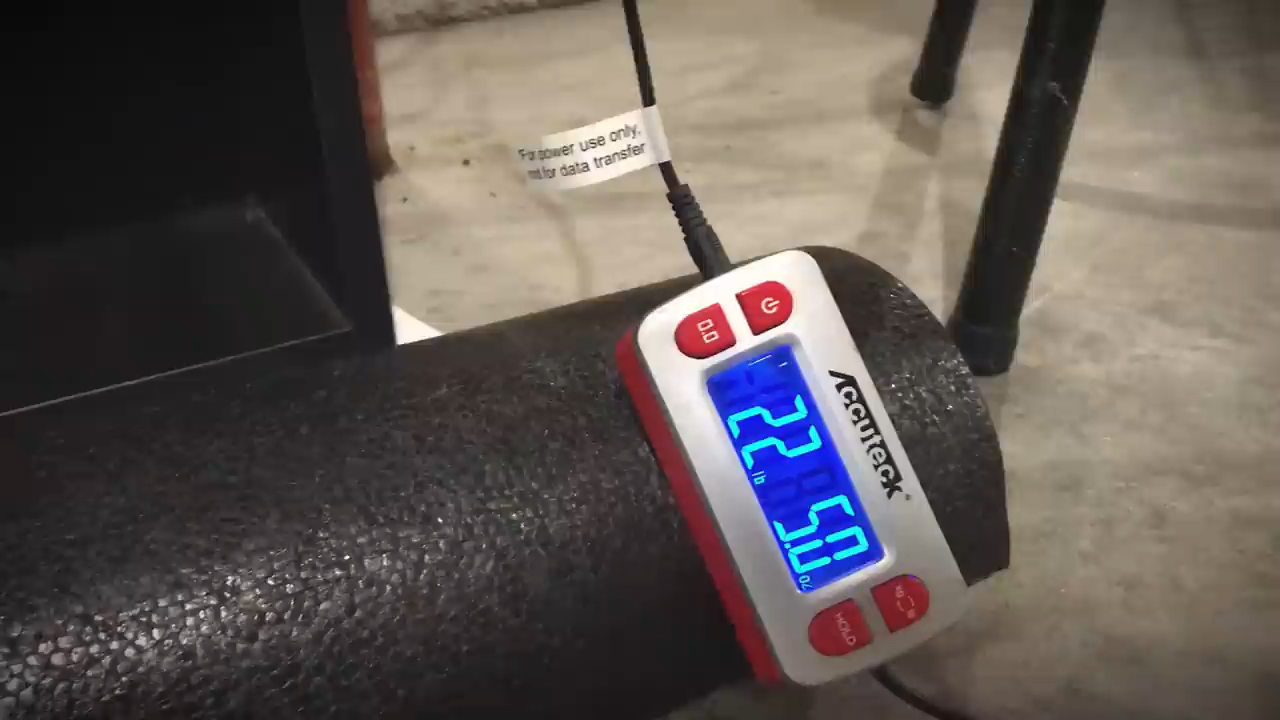 For power use only,
not for data transfer
Accuteck
22 lb 5.0 oz
HOLD